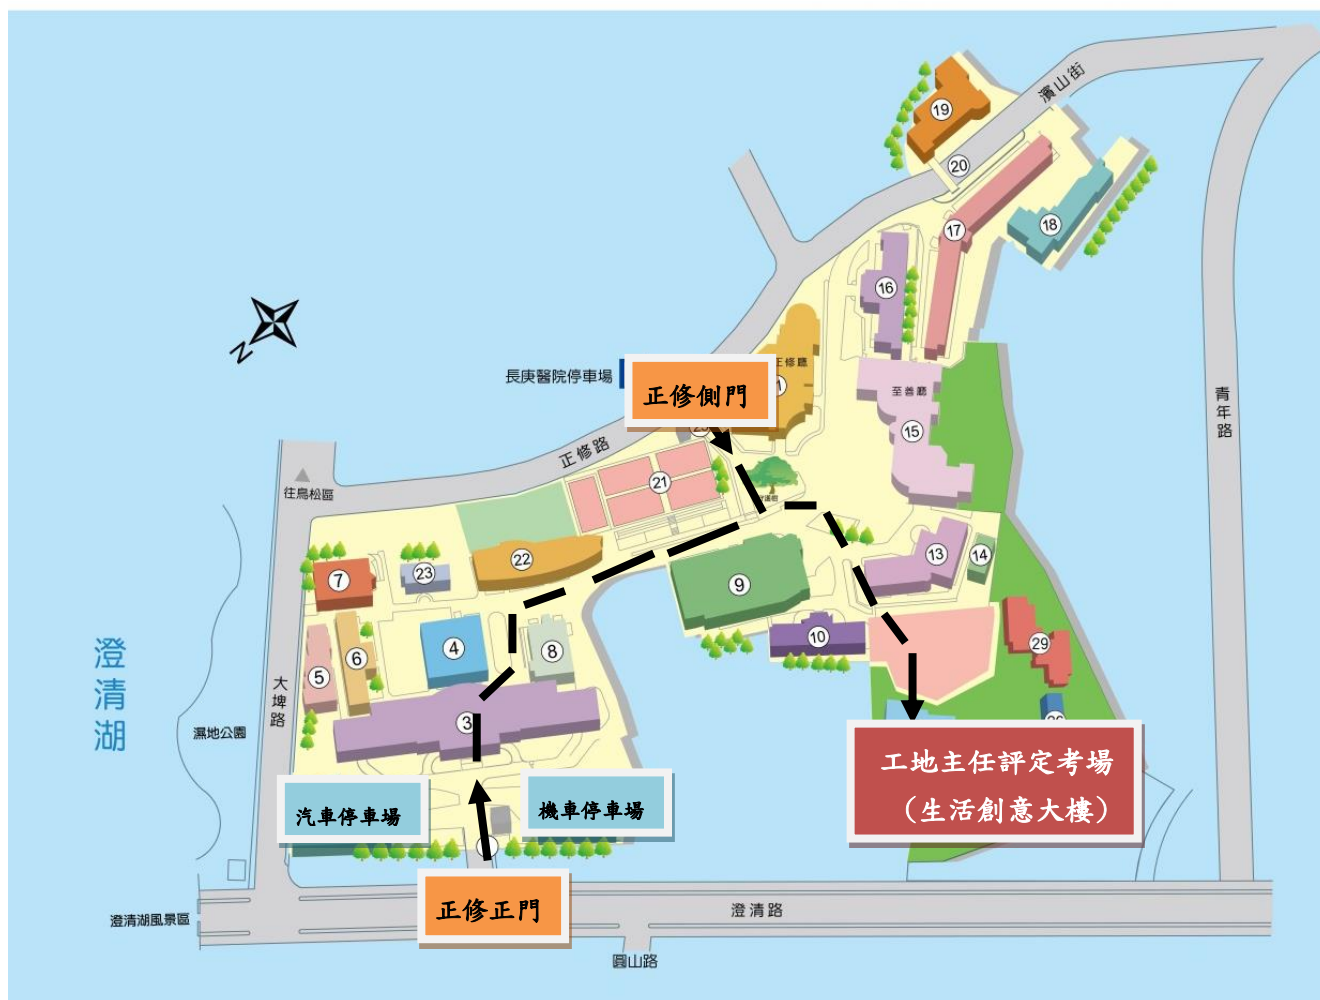 濱山街
19
20
18
17
16
正修廳
長庚醫院停車場
正修側門
至善廳
青年路
15
正修路
21
往鳥松區
22
13
14
7
23
9
10
4
8
29
6
5
澄清湖
大埤路
3
濕地公園
工地主任評定考場
（生活創意大樓）
汽車停車場
機車停車場
正修正門
澄清路
澄清湖風景區
圓山路
N